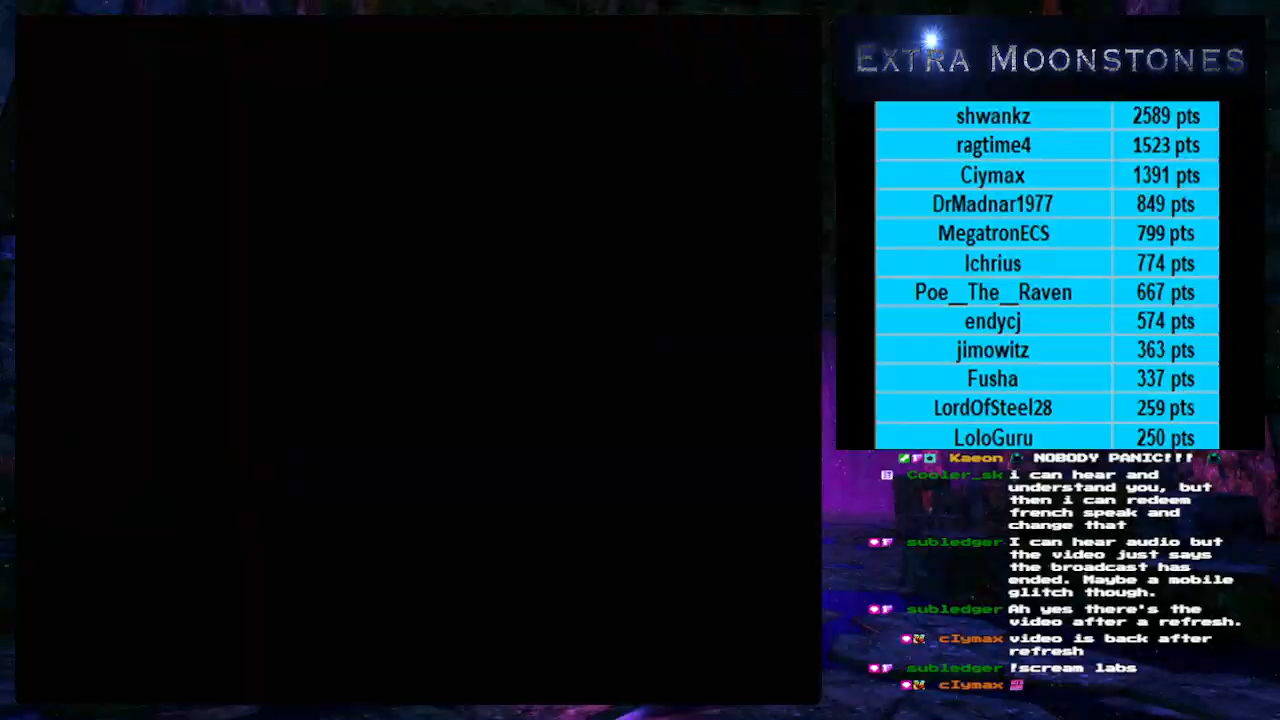 EXTRA MOONSTONES
shwankz 2589 pts
ragtime4 1523 pts
Ciymax 1391 pts
DrMadnar1977 849 pts
MegatronECS 799 pts
Ichrius 774 pts
Poe__The__Raven 667 pts
endycj 574 pts
jimowitz 363 pts
Fusha 337 pts
LordOfSteel28 259 pts
LoloGuru 250 pts
Kaeon NOBODY PANIC!!!
Cooler_sk i can hear and
understand you, but
then i can redeem
french speak and
change that
subledger I can hear audio but
the video just says
the broadcast has
ended. Maybe a mobile
glitch though.
subledger Ah yes there's the
video after a refresh.
cIymax video is back after
refresh
subledger !scream labs
cIymax